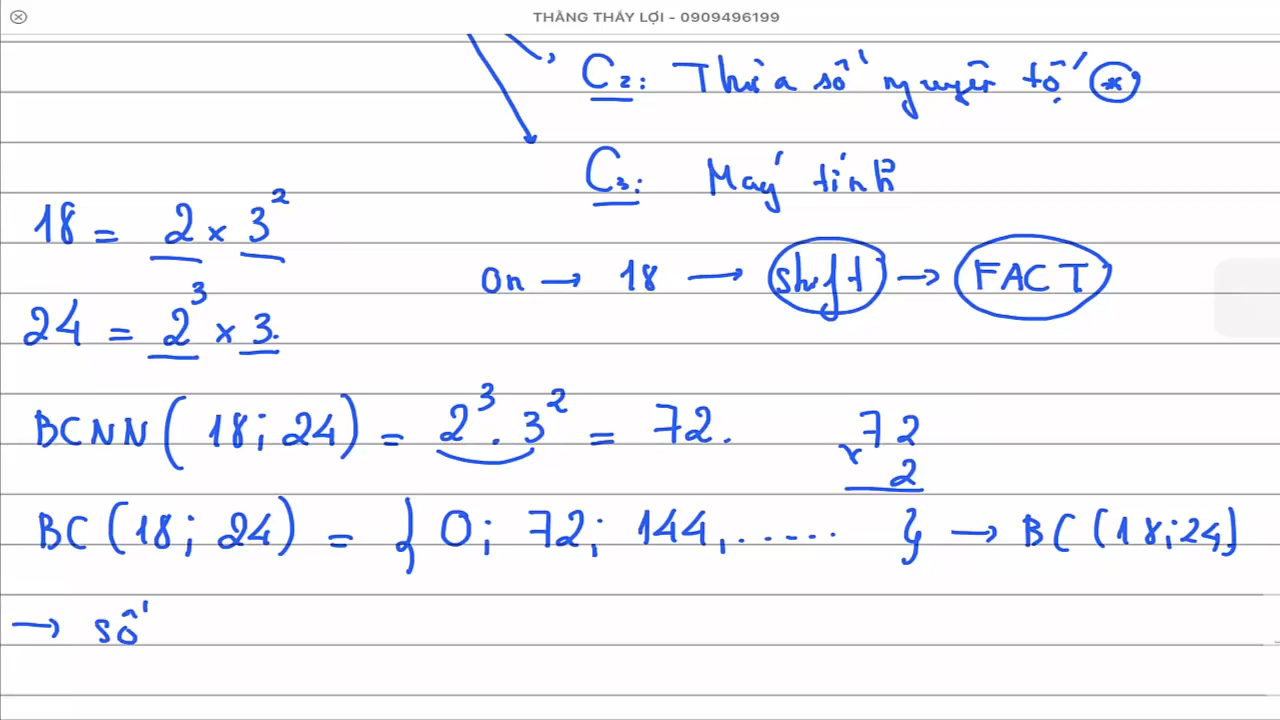 THẰNG THẦY LỢI - 0909496199
C2: Thừa số nguyên tố *
C3: Máy tính
18 = 2 × 3²
On → 18 → shift → FACT
24 = 2³ × 3.
BCNN (18; 24) = 2³ . 3² = 72.
72
× 2
BC (18; 24) = { 0; 72; 144, ..... } → BC (18; 24)
→ số